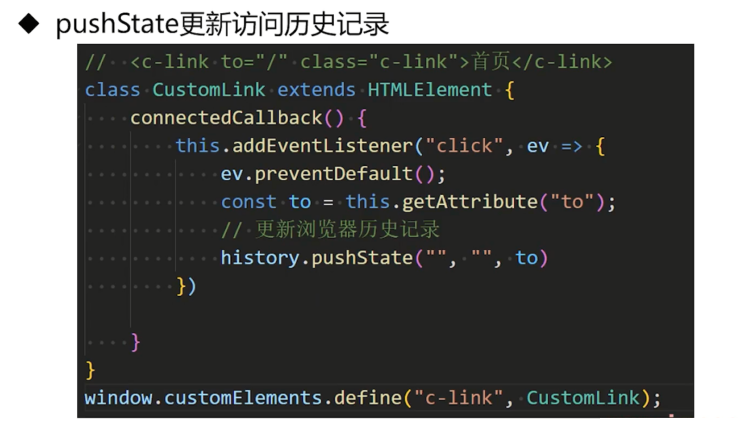 ◆ pushState更新访问历史记录
// <c-link to="/" class="c-link">首页</c-link>
class CustomLink extends HTMLElement {
connectedCallback() {
this.addEventListener("click", ev => {
ev.preventDefault();
const to = this.getAttribute("to");
// 更新浏览器历史记录
history.pushState("", "", to)
})
}
}
window.customElements.define("c-link", CustomLink);